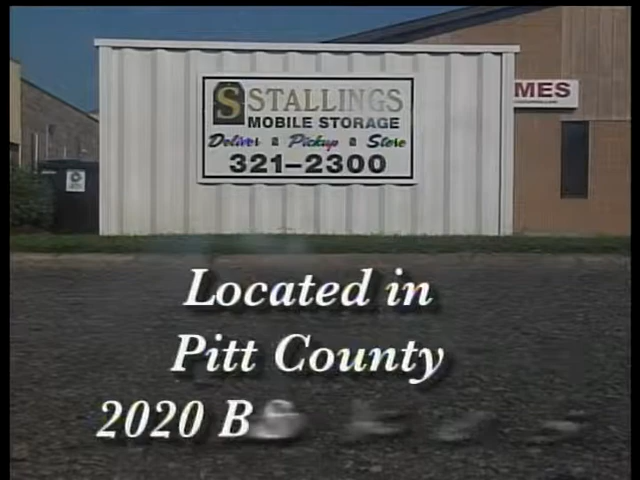 S STALLINGS
MOBILE STORAGE
Deliver Pickup Store
321-2300
MES
Located in
Pitt County
2020 B